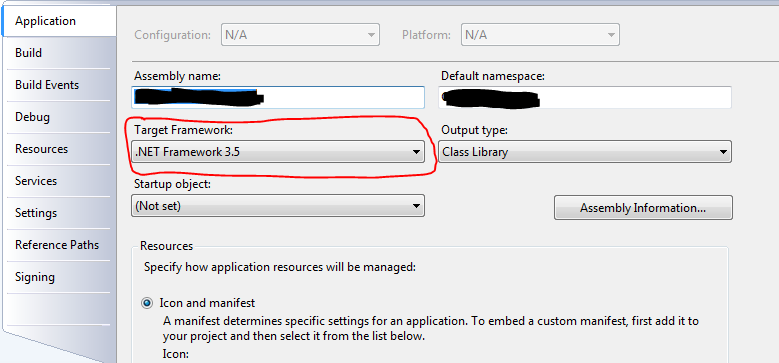 Application
Build
Build Events
Debug
Resources
Services
Settings
Reference Paths
Signing
Configuration: N/A Platform: N/A
Assembly name: Default namespace:
Target Framework: Output type:
.NET Framework 3.5 Class Library
Startup object:
(Not set) Assembly Information...
Resources
Specify how application resources will be managed:
Icon and manifest
A manifest determines specific settings for an application. To embed a custom manifest, first add it to
your project and then select it from the list below.
Icon: